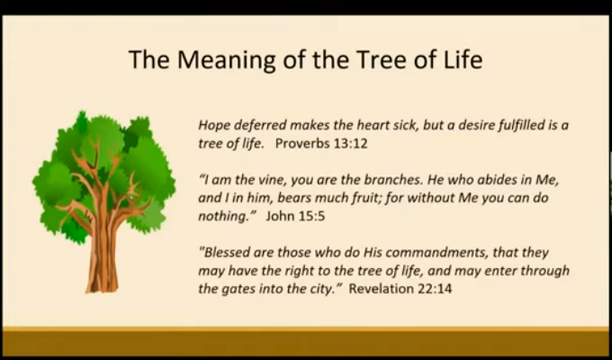 The Meaning of the Tree of Life
Hope deferred makes the heart sick, but a desire fulfilled is a
tree of life.   Proverbs 13:12
“I am the vine, you are the branches. He who abides in Me,
and I in him, bears much fruit; for without Me you can do
nothing.”   John 15:5
"Blessed are those who do His commandments, that they
may have the right to the tree of life, and may enter through
the gates into the city.”  Revelation 22:14